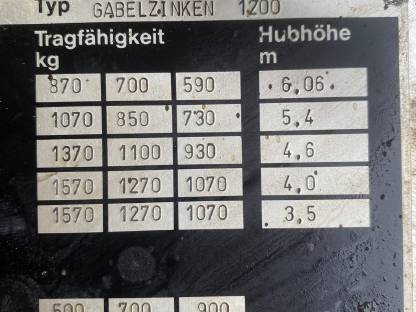 Typ GABELZINKEN 1200
Tragfähigkeit Hubhöhe
kg m
870 700 590 6,06
1070 850 730 5,4
1370 1100 930 4,6
1570 1270 1070 4,0
1570 1270 1070 3,5
500 700 900